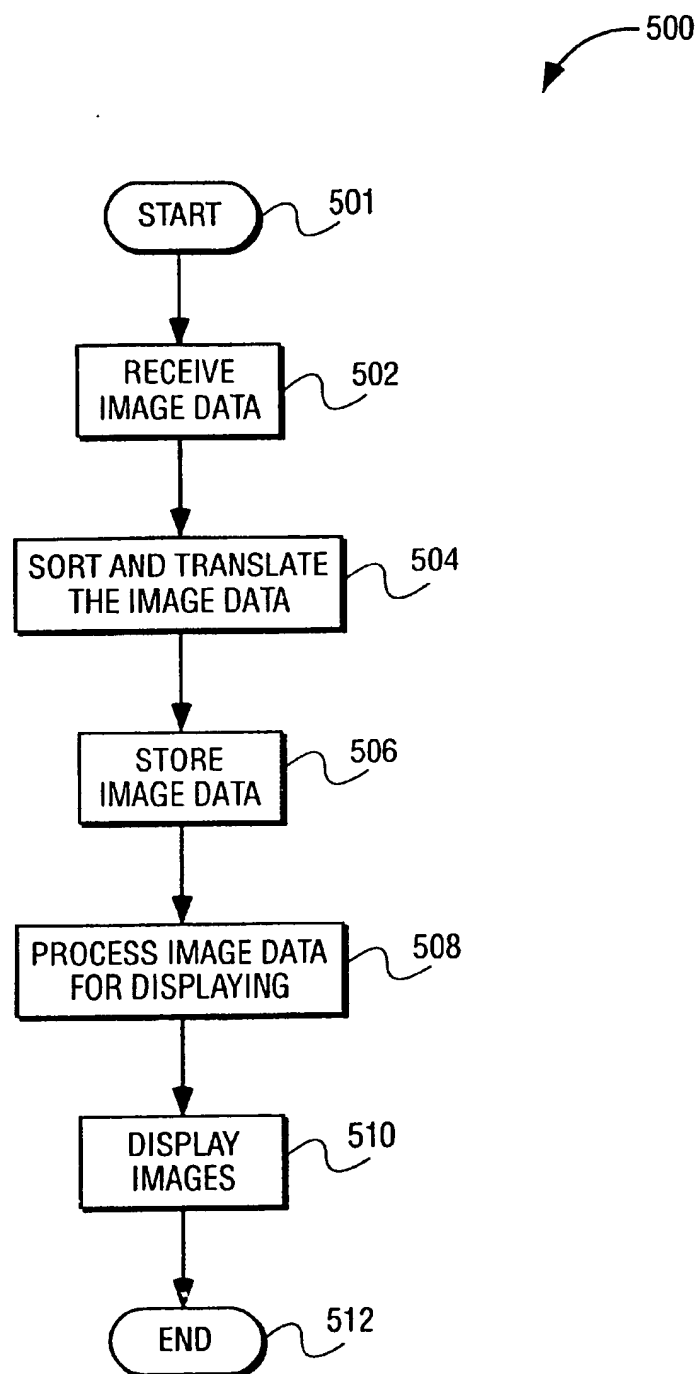 500
START
501
RECEIVE
IMAGE DATA
502
SORT AND TRANSLATE
THE IMAGE DATA
504
STORE
IMAGE DATA
506
PROCESS IMAGE DATA
FOR DISPLAYING
508
DISPLAY
IMAGES
510
END
512